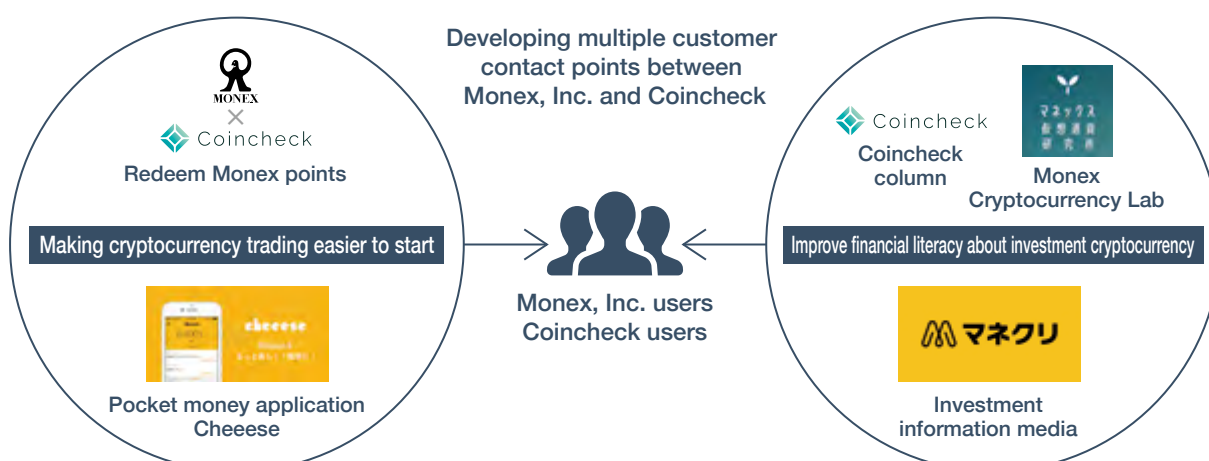 MONEX
×
Coincheck
Redeem Monex points
Making cryptocurrency trading easier to start
cheeese
Pocket money application
Cheeese
Developing multiple customer
contact points between
Monex, Inc. and Coincheck
Monex, Inc. users
Coincheck users
Coincheck
Coincheck
column
マネックス
仮想通貨
研究所
Monex
Cryptocurrency Lab
Improve financial literacy about investment cryptocurrency
マネクリ
Investment
information media